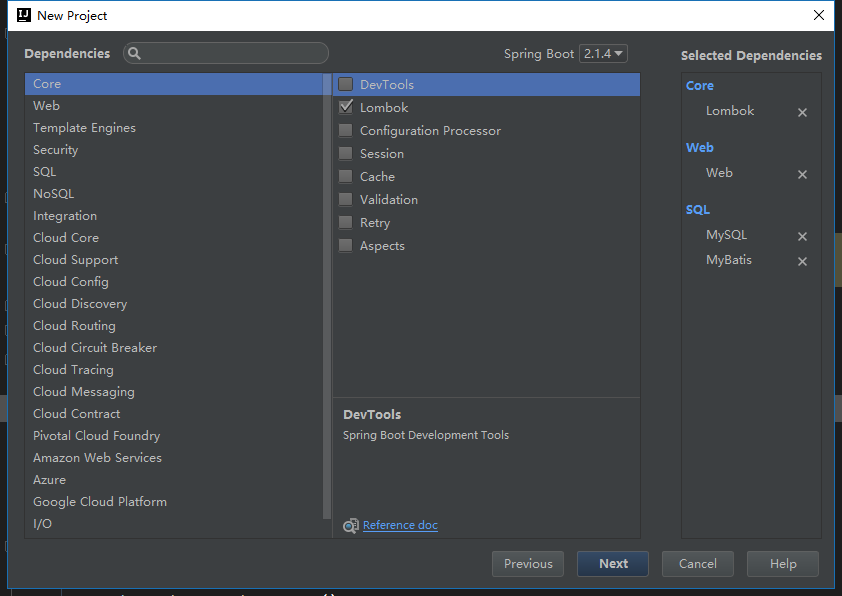 New Project
Dependencies
Spring Boot 2.1.4
Selected Dependencies
Core
Web
Template Engines
Security
SQL
NoSQL
Integration
Cloud Core
Cloud Support
Cloud Config
Cloud Discovery
Cloud Routing
Cloud Circuit Breaker
Cloud Tracing
Cloud Messaging
Cloud Contract
Pivotal Cloud Foundry
Amazon Web Services
Azure
Google Cloud Platform
I/O
DevTools
Lombok
Configuration Processor
Session
Cache
Validation
Retry
Aspects
DevTools
Spring Boot Development Tools
Reference doc
Core
Lombok
Web
Web
SQL
MySQL
MyBatis
Previous
Next
Cancel
Help